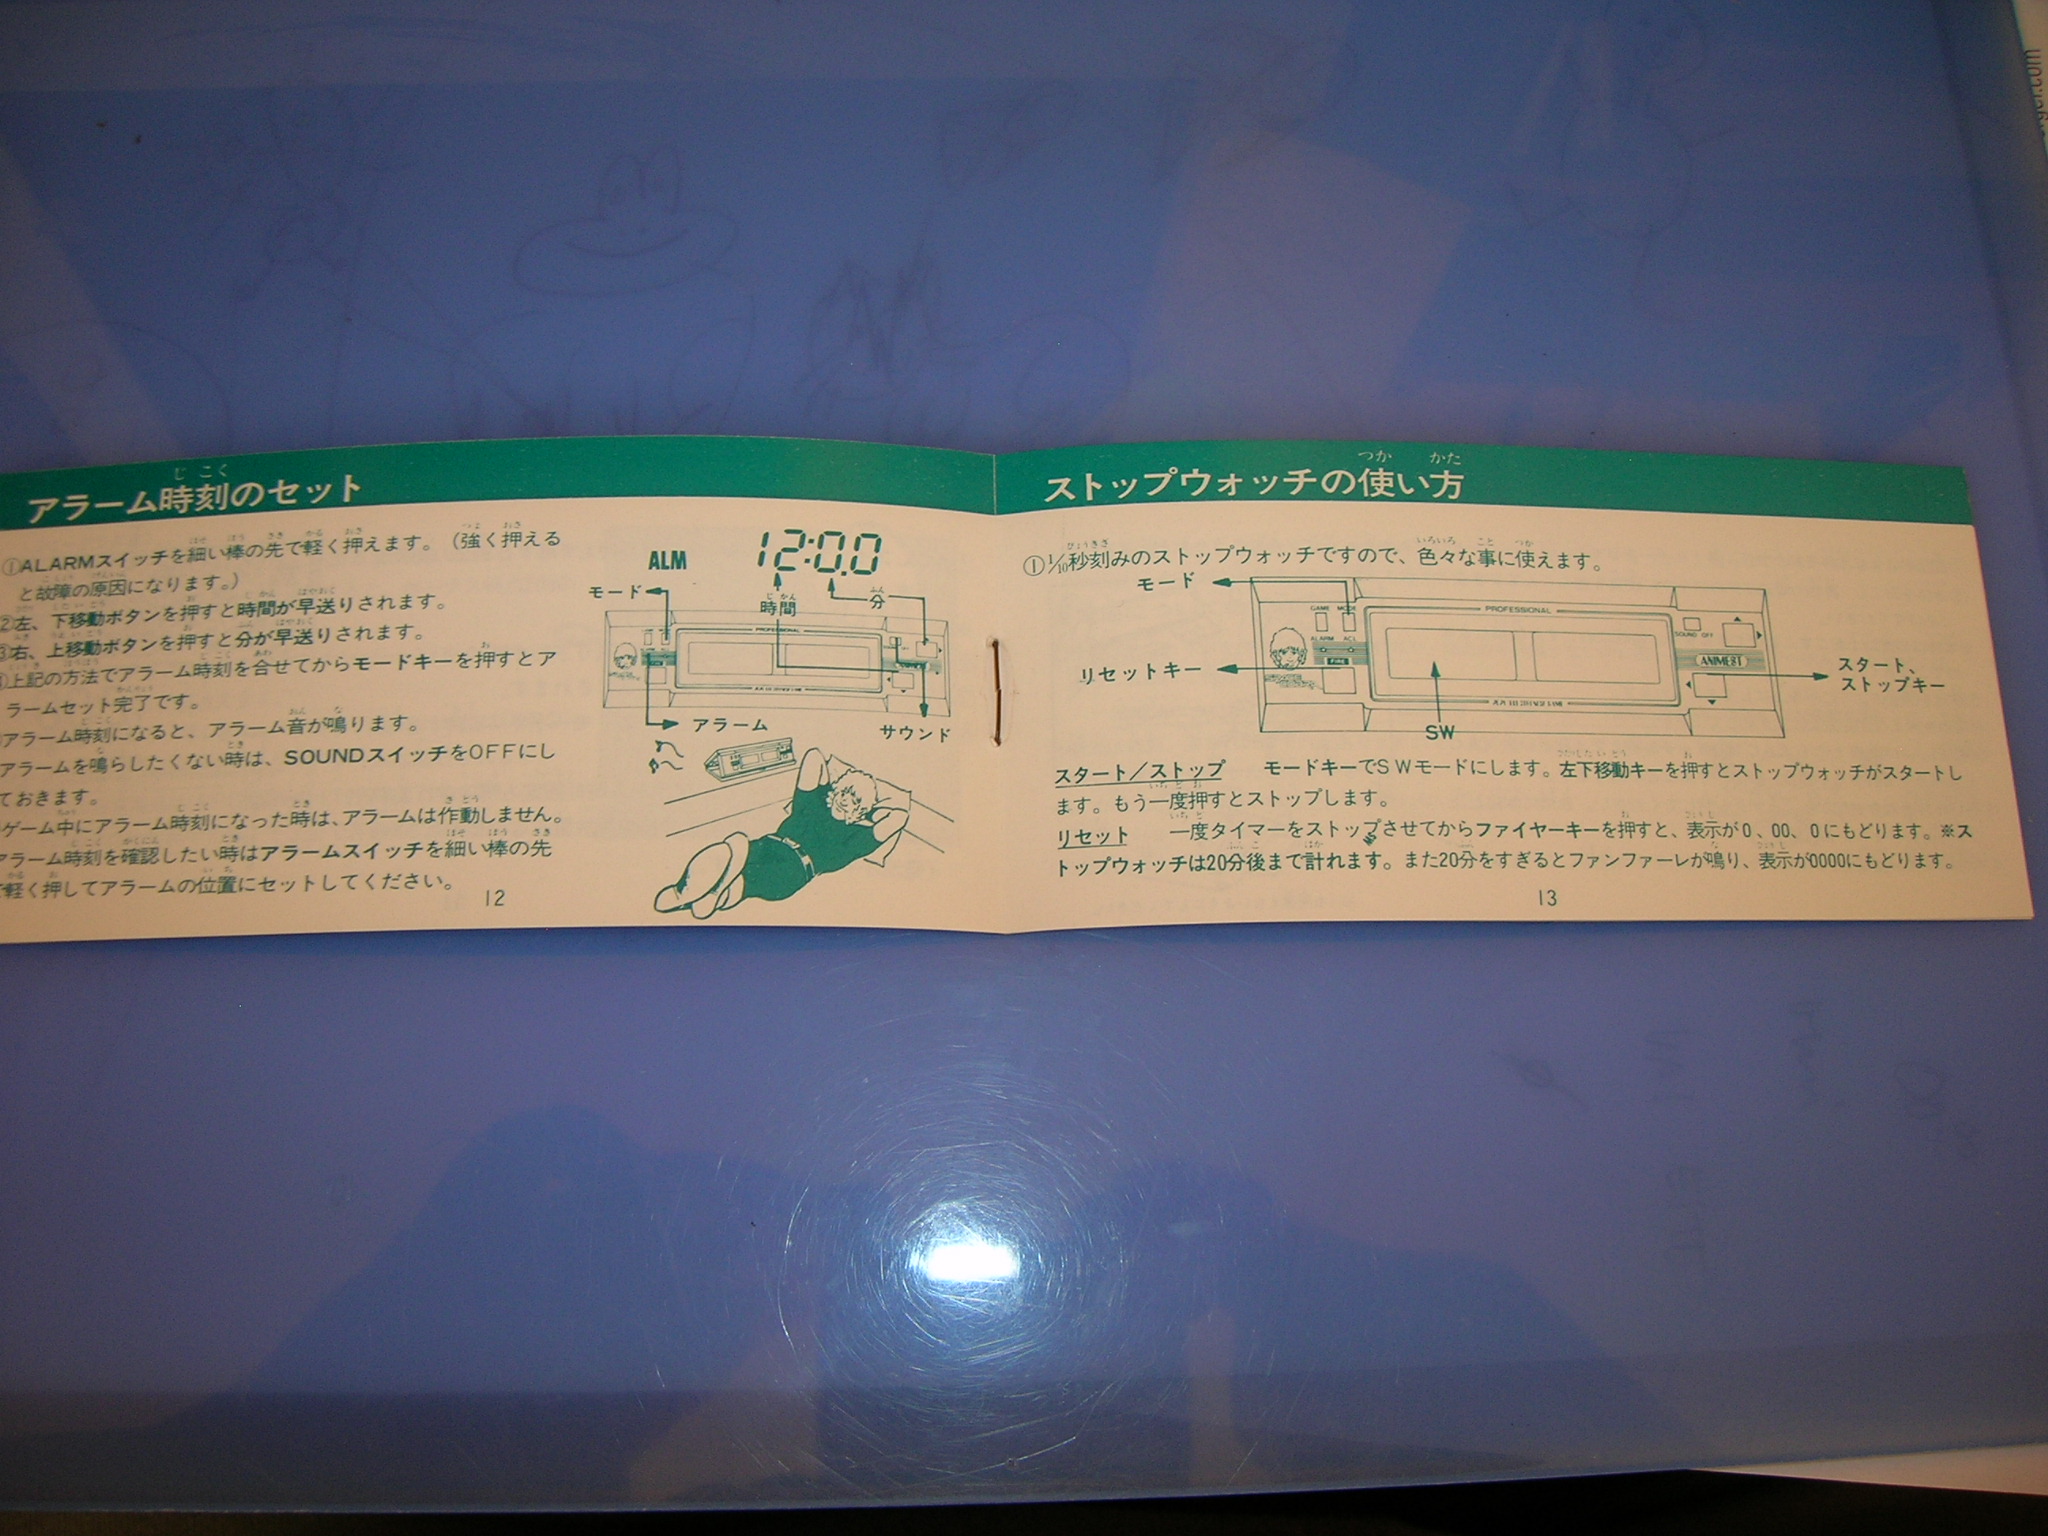 アラーム時刻のセット
①ALARMスイッチを細い棒の先で軽く押えます。(強く押える
と故障の原因になります。)
②左、下移動ボタンを押すと時間が早送りされます。
③右、上移動ボタンを押すと分が早送りされます。
上記の方法でアラーム時刻を合せてからモードキーを押すとア
ラームセット完了です。
アラーム時刻になると、アラーム音が鳴ります。
アラームを鳴らしたくない時は、SOUNDスイッチをOFFにし
ておきます。
ゲーム中にアラーム時刻になった時は、アラームは作動しません。
アラーム時刻を確認したい時はアラームスイッチを細い棒の先
で軽く押してアラームの位置にセットしてください。
ALM
12:0.0
モード
時間
分
PROFESSIONAL
アラーム
サウンド
12
ストップウォッチの使い方
①1/10秒刻みのストップウォッチですので、色々な事に使えます。
モード
GAME MODE
PROFESSIONAL
SOUND OFF
ALARM ACL
FIRE
ANIMEST
リセットキー
スタート、
ストップキー
SW
スタート/ストップ モードキーでSWモードにします。左下移動キーを押すとストップウォッチがスタートし
ます。もう一度押すとストップします。
リセット 一度タイマーをストップさせてからファイヤーキーを押すと、表示が0、00、0にもどります。※ス
トップウォッチは20分後まで計れます。また20分をすぎるとファンファーレが鳴り、表示が0000にもどります。
13